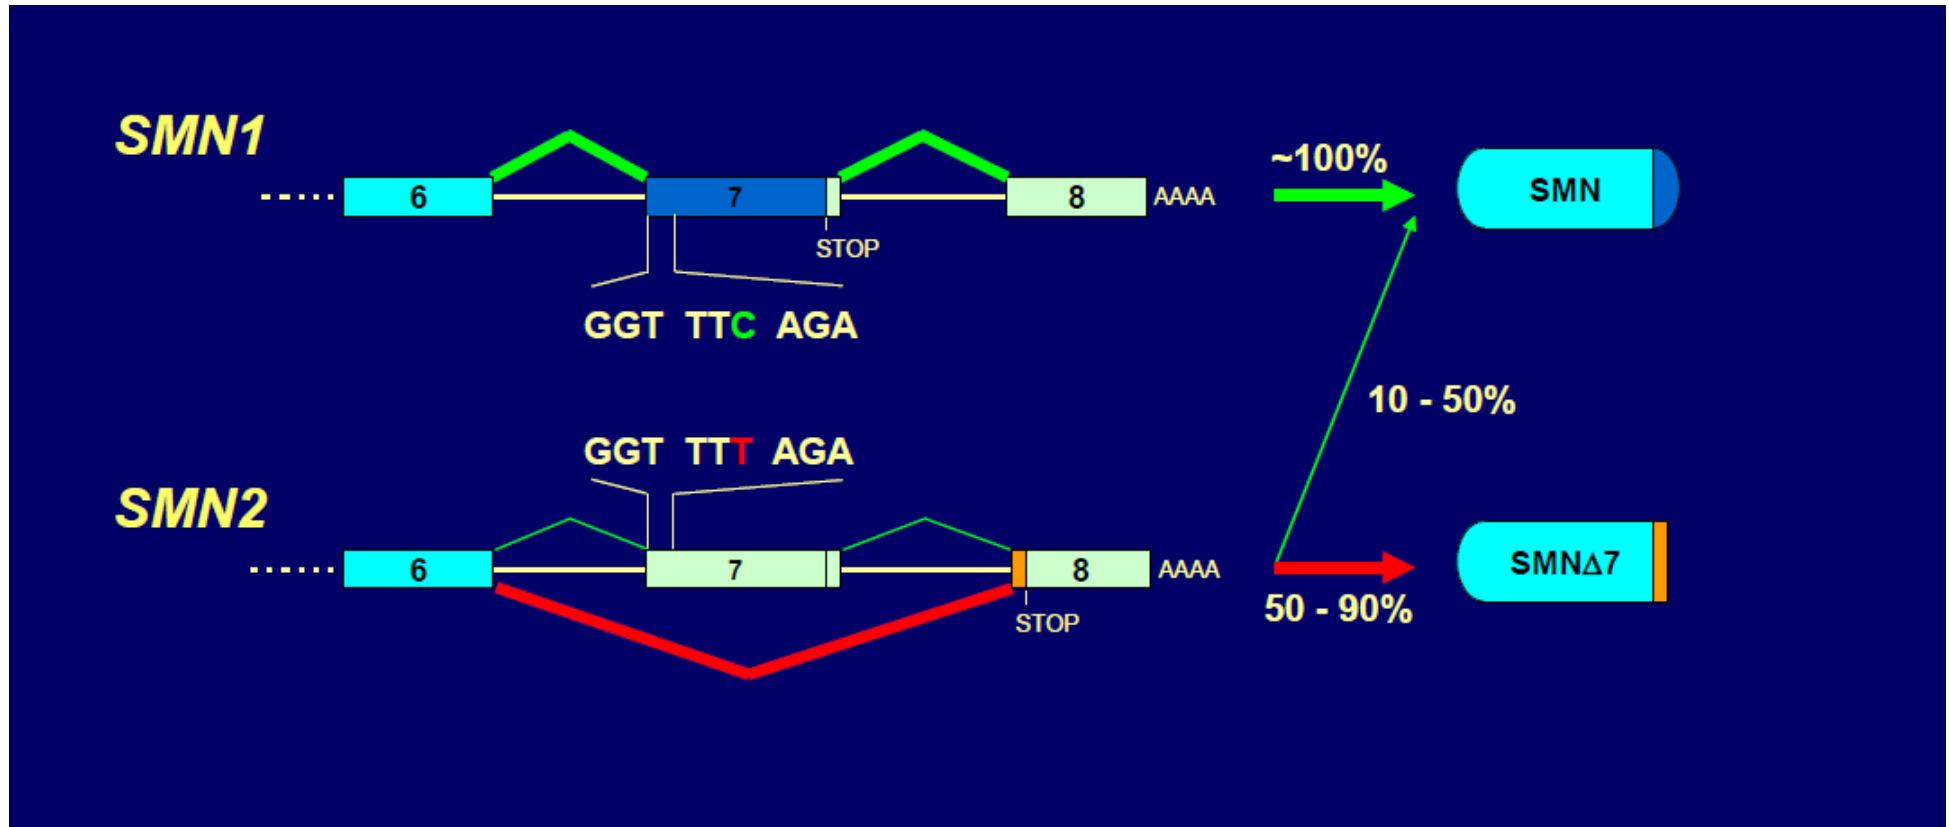 SMN1
6
7
8
AAAA
STOP
GGT TTC AGA
~100%
SMN
10 - 50%
GGT TTT AGA
SMN2
6
7
8
AAAA
STOP
50 - 90%
SMNΔ7